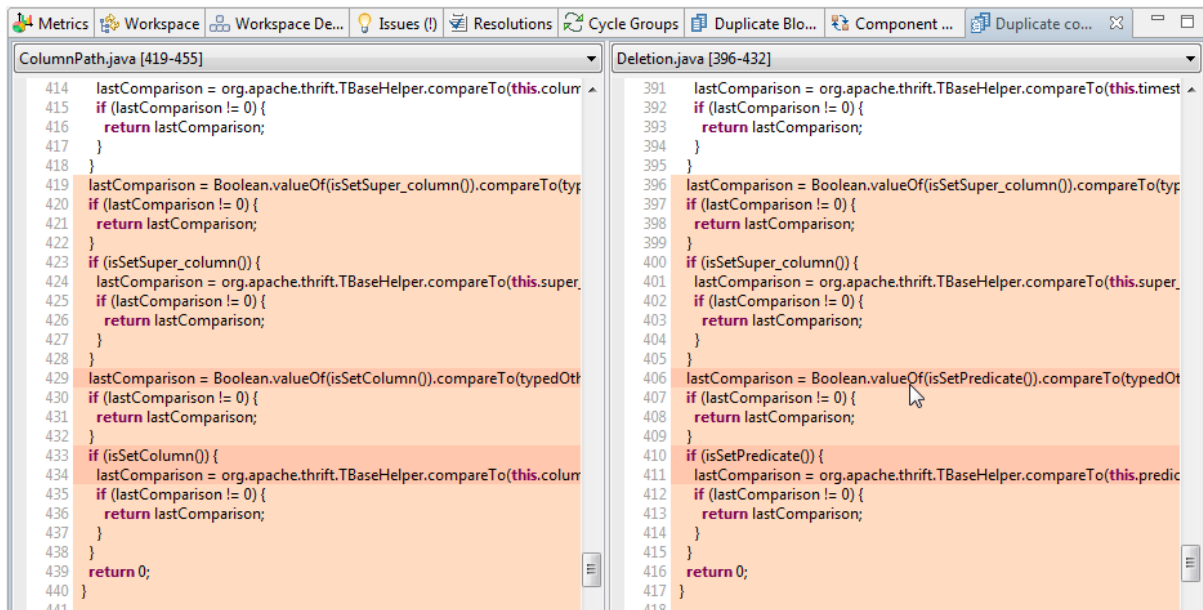 Metrics Workspace Workspace De... Issues (!) Resolutions Cycle Groups Duplicate Blo... Component ... Duplicate co...
ColumnPath.java [419-455]
414 lastComparison = org.apache.thrift.TBaseHelper.compareTo(this.colum
415 if (lastComparison != 0) {
416 return lastComparison;
417 }
418 }
419 lastComparison = Boolean.valueOf(isSetSuper_column()).compareTo(typ
420 if (lastComparison != 0) {
421 return lastComparison;
422 }
423 if (isSetSuper_column()) {
424 lastComparison = org.apache.thrift.TBaseHelper.compareTo(this.super_
425 if (lastComparison != 0) {
426 return lastComparison;
427 }
428 }
429 lastComparison = Boolean.valueOf(isSetColumn()).compareTo(typedOth
430 if (lastComparison != 0) {
431 return lastComparison;
432 }
433 if (isSetColumn()) {
434 lastComparison = org.apache.thrift.TBaseHelper.compareTo(this.colum
435 if (lastComparison != 0) {
436 return lastComparison;
437 }
438 }
439 return 0;
440 }
441
Deletion.java [396-432]
391 lastComparison = org.apache.thrift.TBaseHelper.compareTo(this.timest
392 if (lastComparison != 0) {
393 return lastComparison;
394 }
395 }
396 lastComparison = Boolean.valueOf(isSetSuper_column()).compareTo(typ
397 if (lastComparison != 0) {
398 return lastComparison;
399 }
400 if (isSetSuper_column()) {
401 lastComparison = org.apache.thrift.TBaseHelper.compareTo(this.super_
402 if (lastComparison != 0) {
403 return lastComparison;
404 }
405 }
406 lastComparison = Boolean.valueOf(isSetPredicate()).compareTo(typedOt
407 if (lastComparison != 0) {
408 return lastComparison;
409 }
410 if (isSetPredicate()) {
411 lastComparison = org.apache.thrift.TBaseHelper.compareTo(this.predic
412 if (lastComparison != 0) {
413 return lastComparison;
414 }
415 }
416 return 0;
417 }
418